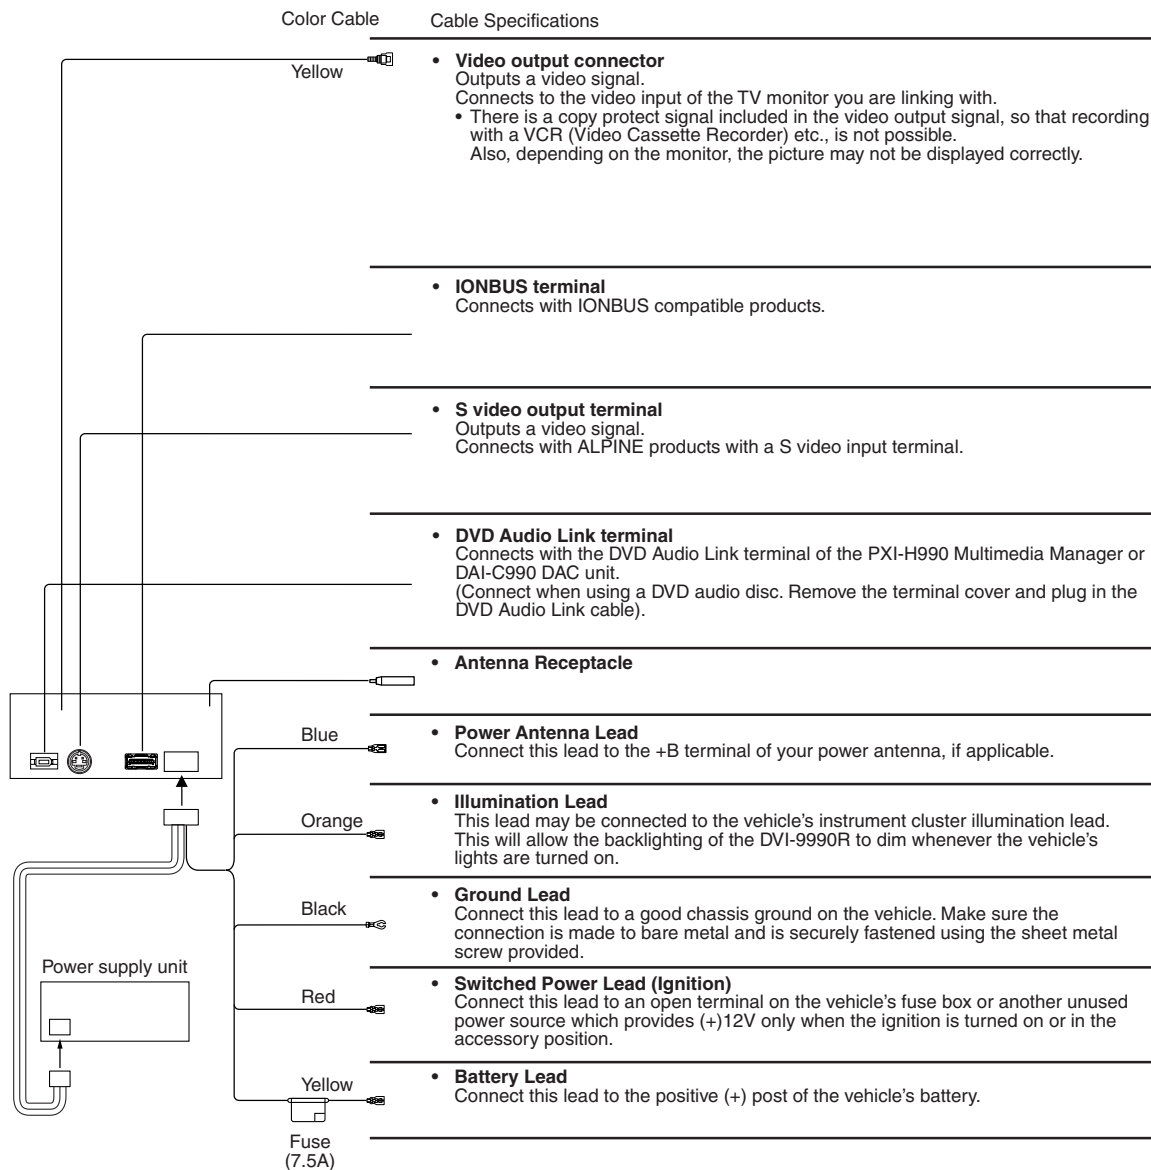 Color Cable
Cable Specifications
Yellow
• Video output connector
Outputs a video signal.
Connects to the video input of the TV monitor you are linking with.
• There is a copy protect signal included in the video output signal, so that recording
with a VCR (Video Cassette Recorder) etc., is not possible.
Also, depending on the monitor, the picture may not be displayed correctly.
• IONBUS terminal
Connects with IONBUS compatible products.
• S video output terminal
Outputs a video signal.
Connects with ALPINE products with a S video input terminal.
• DVD Audio Link terminal
Connects with the DVD Audio Link terminal of the PXI-H990 Multimedia Manager or
DAI-C990 DAC unit.
(Connect when using a DVD audio disc. Remove the terminal cover and plug in the
DVD Audio Link cable).
• Antenna Receptacle
Blue
• Power Antenna Lead
Connect this lead to the +B terminal of your power antenna, if applicable.
Orange
• Illumination Lead
This lead may be connected to the vehicle's instrument cluster illumination lead.
This will allow the backlighting of the DVI-9990R to dim whenever the vehicle's
lights are turned on.
Black
• Ground Lead
Connect this lead to a good chassis ground on the vehicle. Make sure the
connection is made to bare metal and is securely fastened using the sheet metal
screw provided.
Power supply unit
Red
• Switched Power Lead (Ignition)
Connect this lead to an open terminal on the vehicle's fuse box or another unused
power source which provides (+)12V only when the ignition is turned on or in the
accessory position.
Yellow
• Battery Lead
Connect this lead to the positive (+) post of the vehicle's battery.
Fuse
(7.5A)